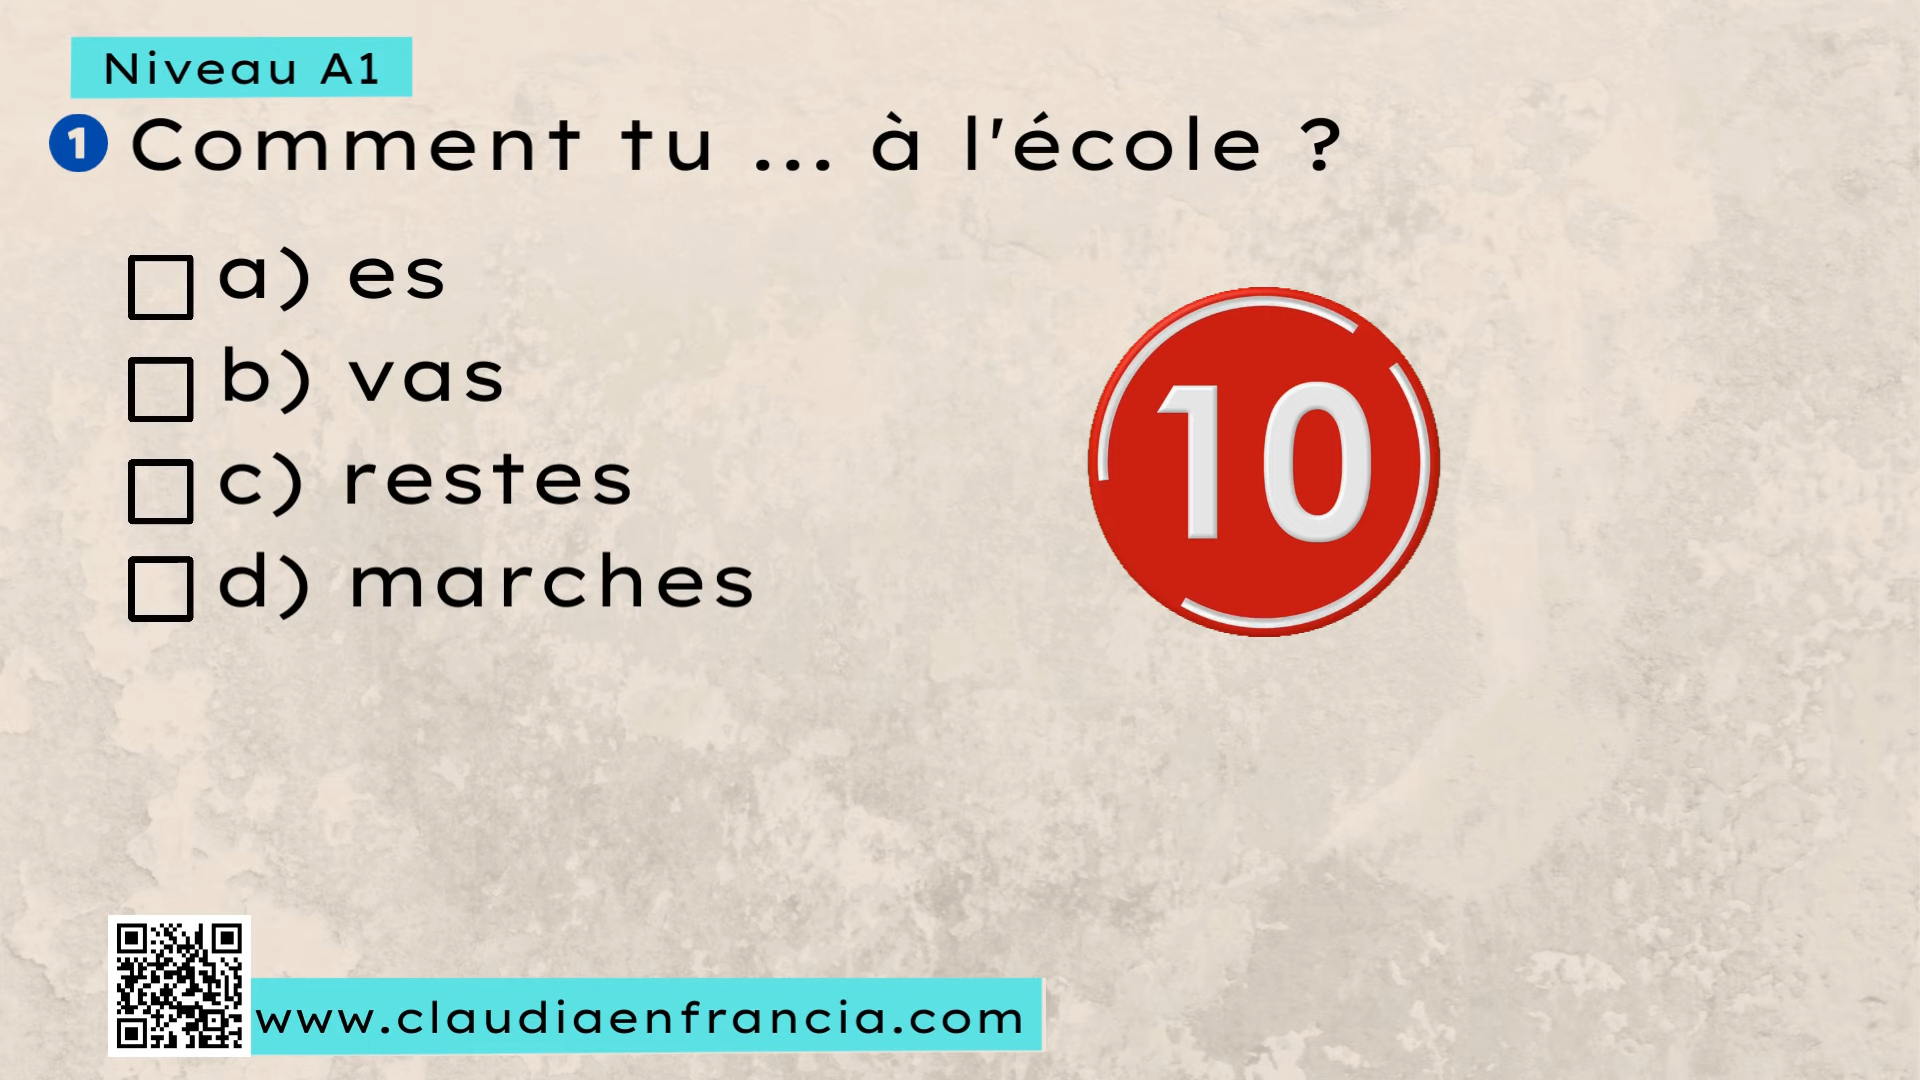 Niveau A1
1 Comment tu ... à l'école ?
a) es
b) vas
c) restes
d) marches
10
www.claudiaenfrancia.com